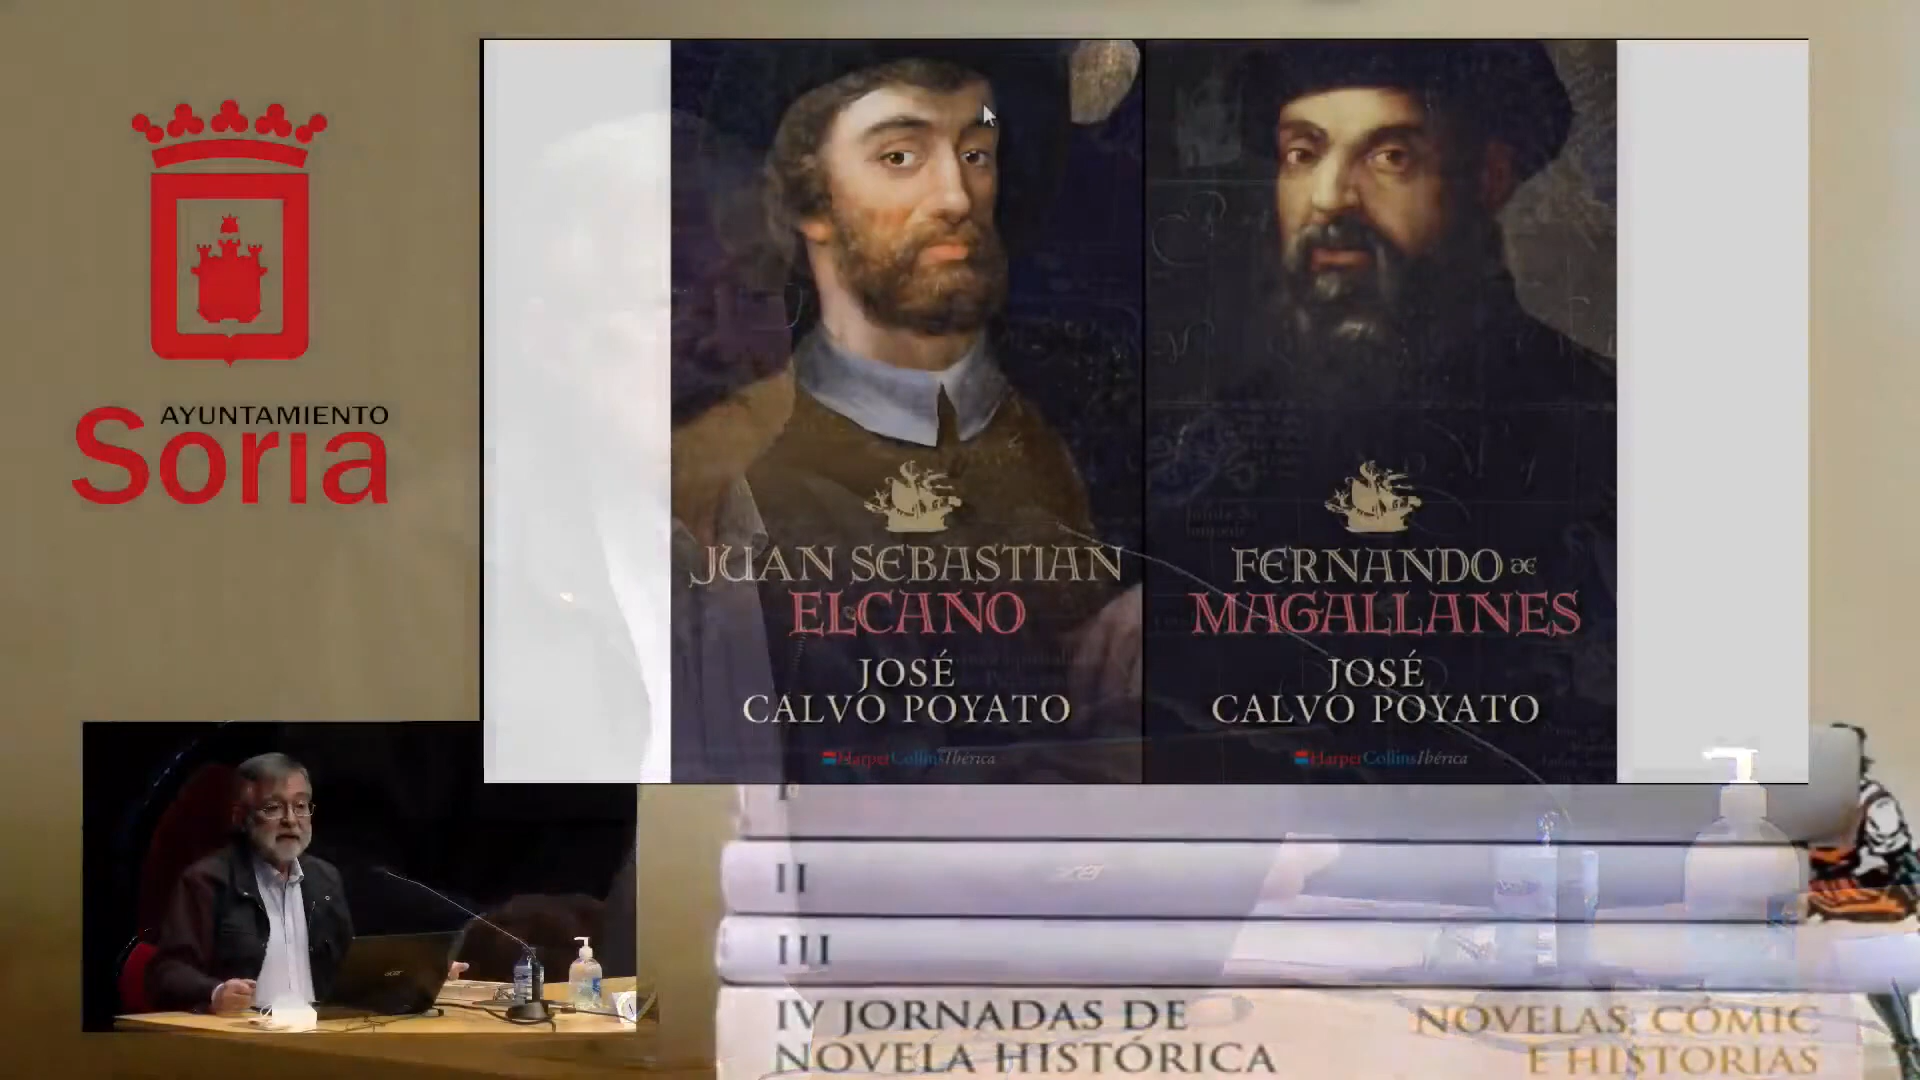 AYUNTAMIENTO
Soria
JUAN SEBASTIAN
ELCANO
JOSÉ
CALVO POYATO
HarperCollinsIbérica
FERNANDO DE
MAGALLANES
JOSÉ
CALVO POYATO
HarperCollinsIbérica
acer
I
II
III
IV JORNADAS DE
NOVELA HISTÓRICA
NOVELAS, CÓMIC
E HISTORIAS